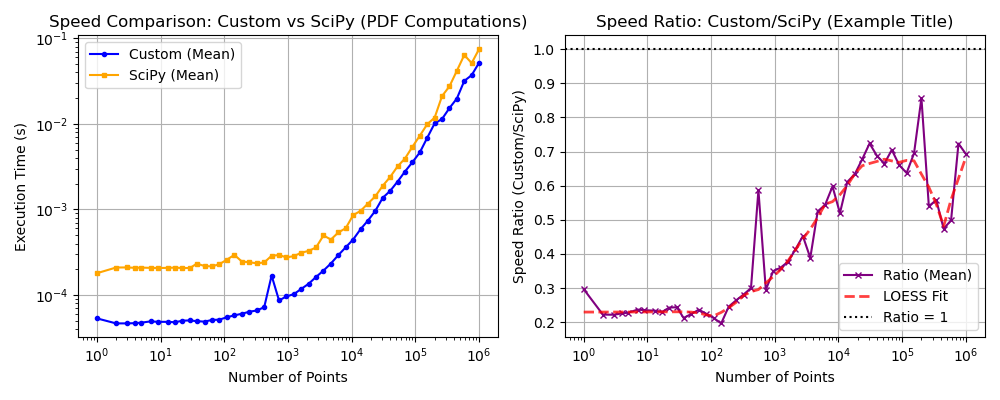 Speed Comparison: Custom vs SciPy (PDF Computations)
10⁻¹
10⁻²
10⁻³
10⁻⁴
Execution Time (s)
Custom (Mean)
SciPy (Mean)
10⁰ 10¹ 10² 10³ 10⁴ 10⁵ 10⁶
Number of Points
Speed Ratio: Custom/SciPy (Example Title)
1.0
0.9
0.8
0.7
0.6
0.5
0.4
0.3
0.2
Speed Ratio (Custom/SciPy)
Ratio (Mean)
LOESS Fit
Ratio = 1
10⁰ 10¹ 10² 10³ 10⁴ 10⁵ 10⁶
Number of Points